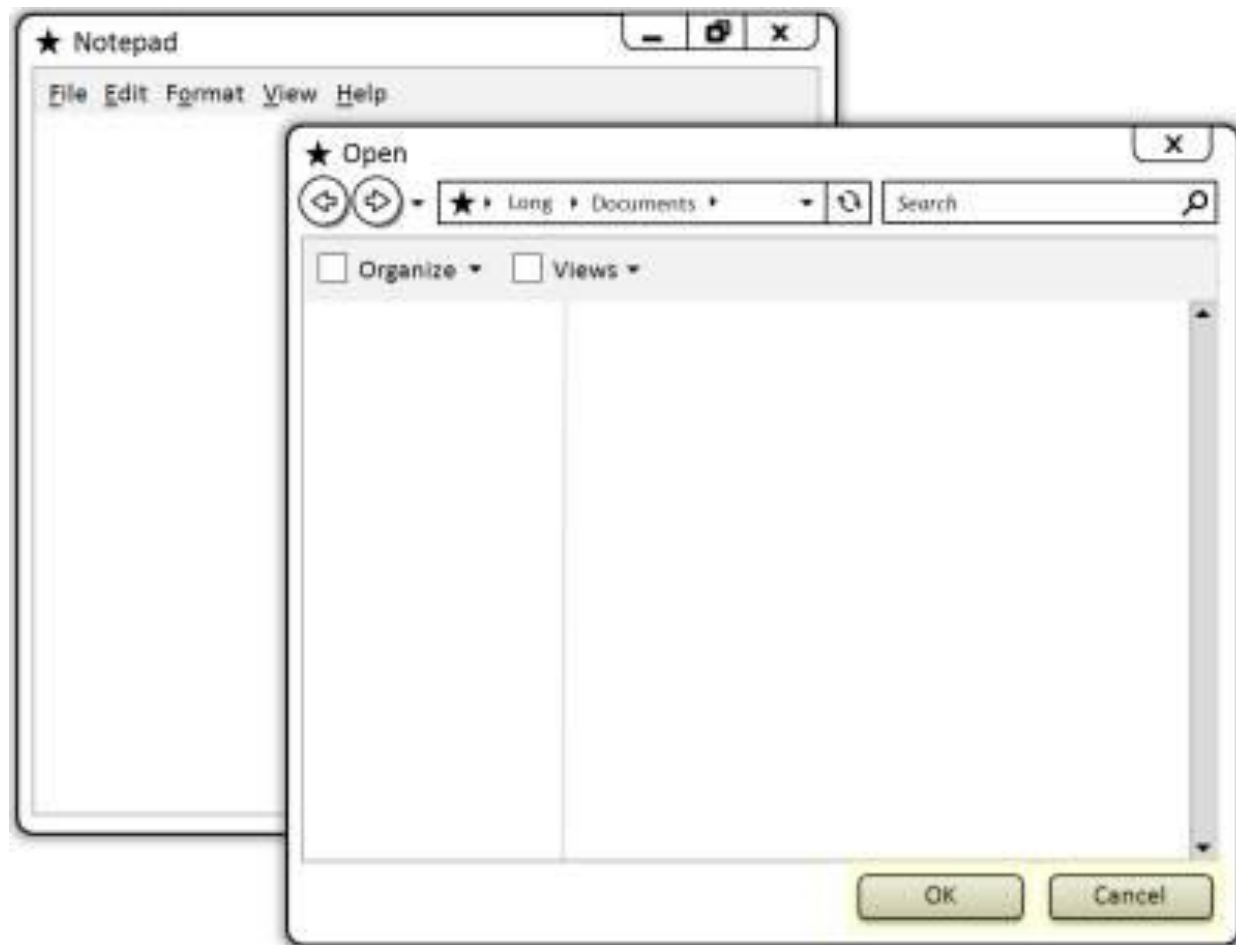 Notepad
File Edit Format View Help
Open
Long Documents Search
Organize Views
OK Cancel